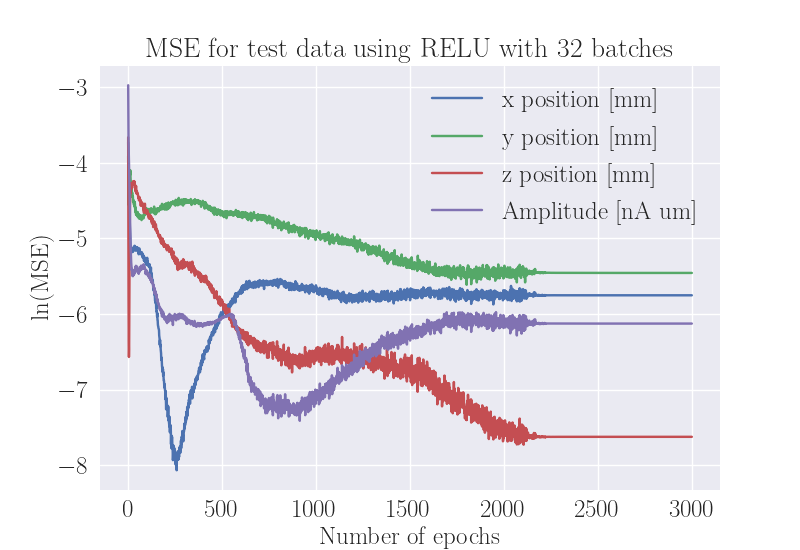 MSE for test data using RELU with 32 batches
x position [mm]
y position [mm]
z position [mm]
Amplitude [nA um]
ln(MSE)
−3
−4
−5
−6
−7
−8
0 500 1000 1500 2000 2500 3000
Number of epochs